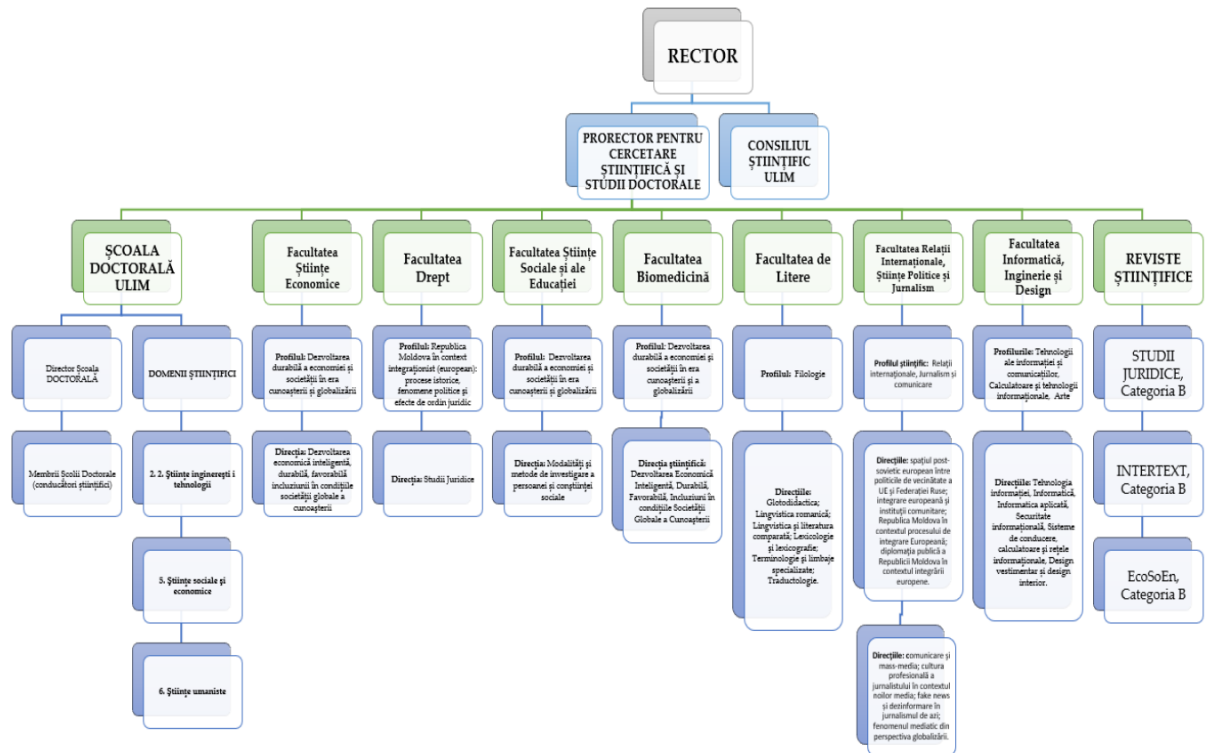 RECTOR
PRORECTOR PENTRU
CERCETARE
ȘTIINȚIFICĂ ȘI
STUDII DOCTORALE
CONSILIUL
ȘTIINȚIFIC
ULIM
ȘCOALA
DOCTORALĂ
ULIM
Director Școala
DOCTORALĂ
Membrii Școlii Doctorale
(conducători științifici)
DOMENII ȘTIINȚIFICI
2. 2. Științe inginerești i
tehnologii
5. Științe sociale și
economice
6. Științe umaniste
Facultatea
Științe
Economice
Profilul: Dezvoltarea
durabilă a economiei și
societății în era
cunoașterii și globalizării
Direcția: Dezvoltarea
economică inteligentă,
durabilă, favorabilă
incluziunii în condițiile
societății globale a
cunoașterii
Facultatea
Drept
Profilul: Republica
Moldova în context
integraționist (european):
procese istorice,
fenomene politice și
efecte de ordin juridic
Direcția: Studii Juridice
Facultatea Științe
Sociale și ale
Educației
Profilul: Dezvoltarea
durabilă a economiei și
societății în era
cunoașterii și globalizării
Direcția: Modalități și
metode de investigare a
persoanei și conștiinței
sociale
Facultatea
Biomedicină
Profilul: Dezvoltarea
durabilă a economiei și
societății în era
cunoașterii și a
globalizării
Direcția științifică:
Dezvoltarea Economică
Inteligentă, Durabilă,
Favorabilă, Incluziuni în
condițiile Societății
Globale a Cunoașterii
Facultatea de
Litere
Profilul: Filologie
Direcțiile:
Glotodidactica;
Lingvistica romanică;
Lingvistica și literatura
comparată; Lexicologie
și lexicografie;
Terminologie și limbaje
specializate;
Traductologie.
Facultatea Relații
Internaționale,
Științe Politice și
Jurnalism
Profilul științific: Relații
internaționale, Jurnalism și
comunicare
Direcțiile: spațiul post-
sovietic european între
politicile de vecinătate a
UE și Federației Ruse;
integrare europeană și
instituții comunitare;
Republica Moldova în
contextul procesului de
integrare Europeană;
diplomația publică a
Republicii Moldova în
contextul integrării
europene.
Direcțiile: comunicare și
mass-media; cultura
profesională a
jurnalistului în contextul
noilor media; fake news
și dezinformare în
jurnalismul de azi;
fenomenul mediatic din
perspectiva globalizării.
Facultatea
Informatică,
Inginerie și
Design
Profilurile: Tehnologii
ale informației și
comunicațiilor,
Calculatoare și tehnologii
informaționale, Arte
Direcțiile: Tehnologia
informației, Informatică,
Informatica aplicată,
Securitate
informațională, Sisteme
de conducere,
calculatoare și rețele
informaționale, Design
vestimentar și design
interior.
REVISTE
ȘTIINȚIFICE
STUDII
JURIDICE,
Categoria B
INTERTEXT,
Categoria B
EcoSoEn,
Categoria B